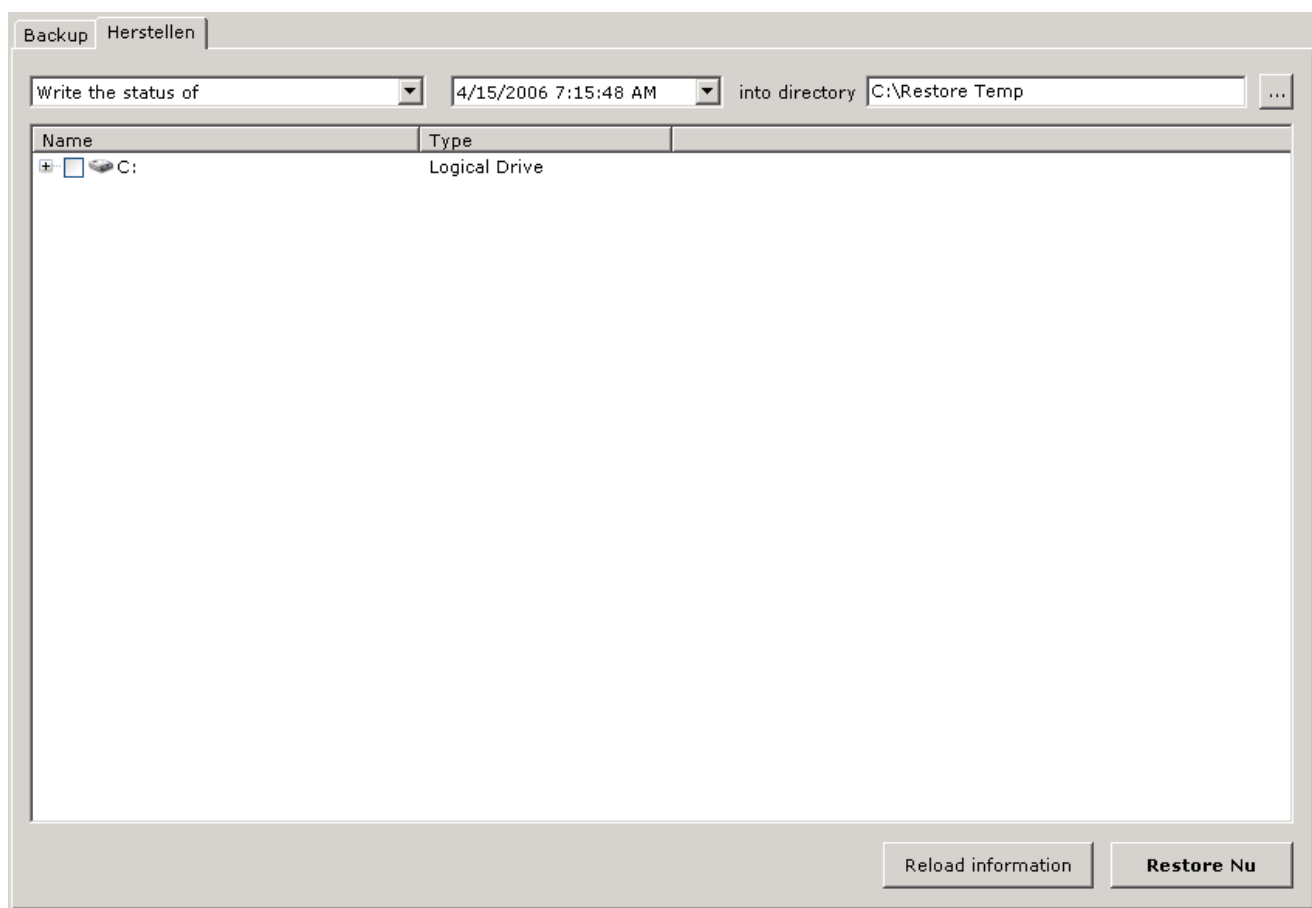 Backup Herstellen
Write the status of 4/15/2006 7:15:48 AM into directory C:\Restore Temp ...
Name Type
C: Logical Drive
Reload information Restore Nu